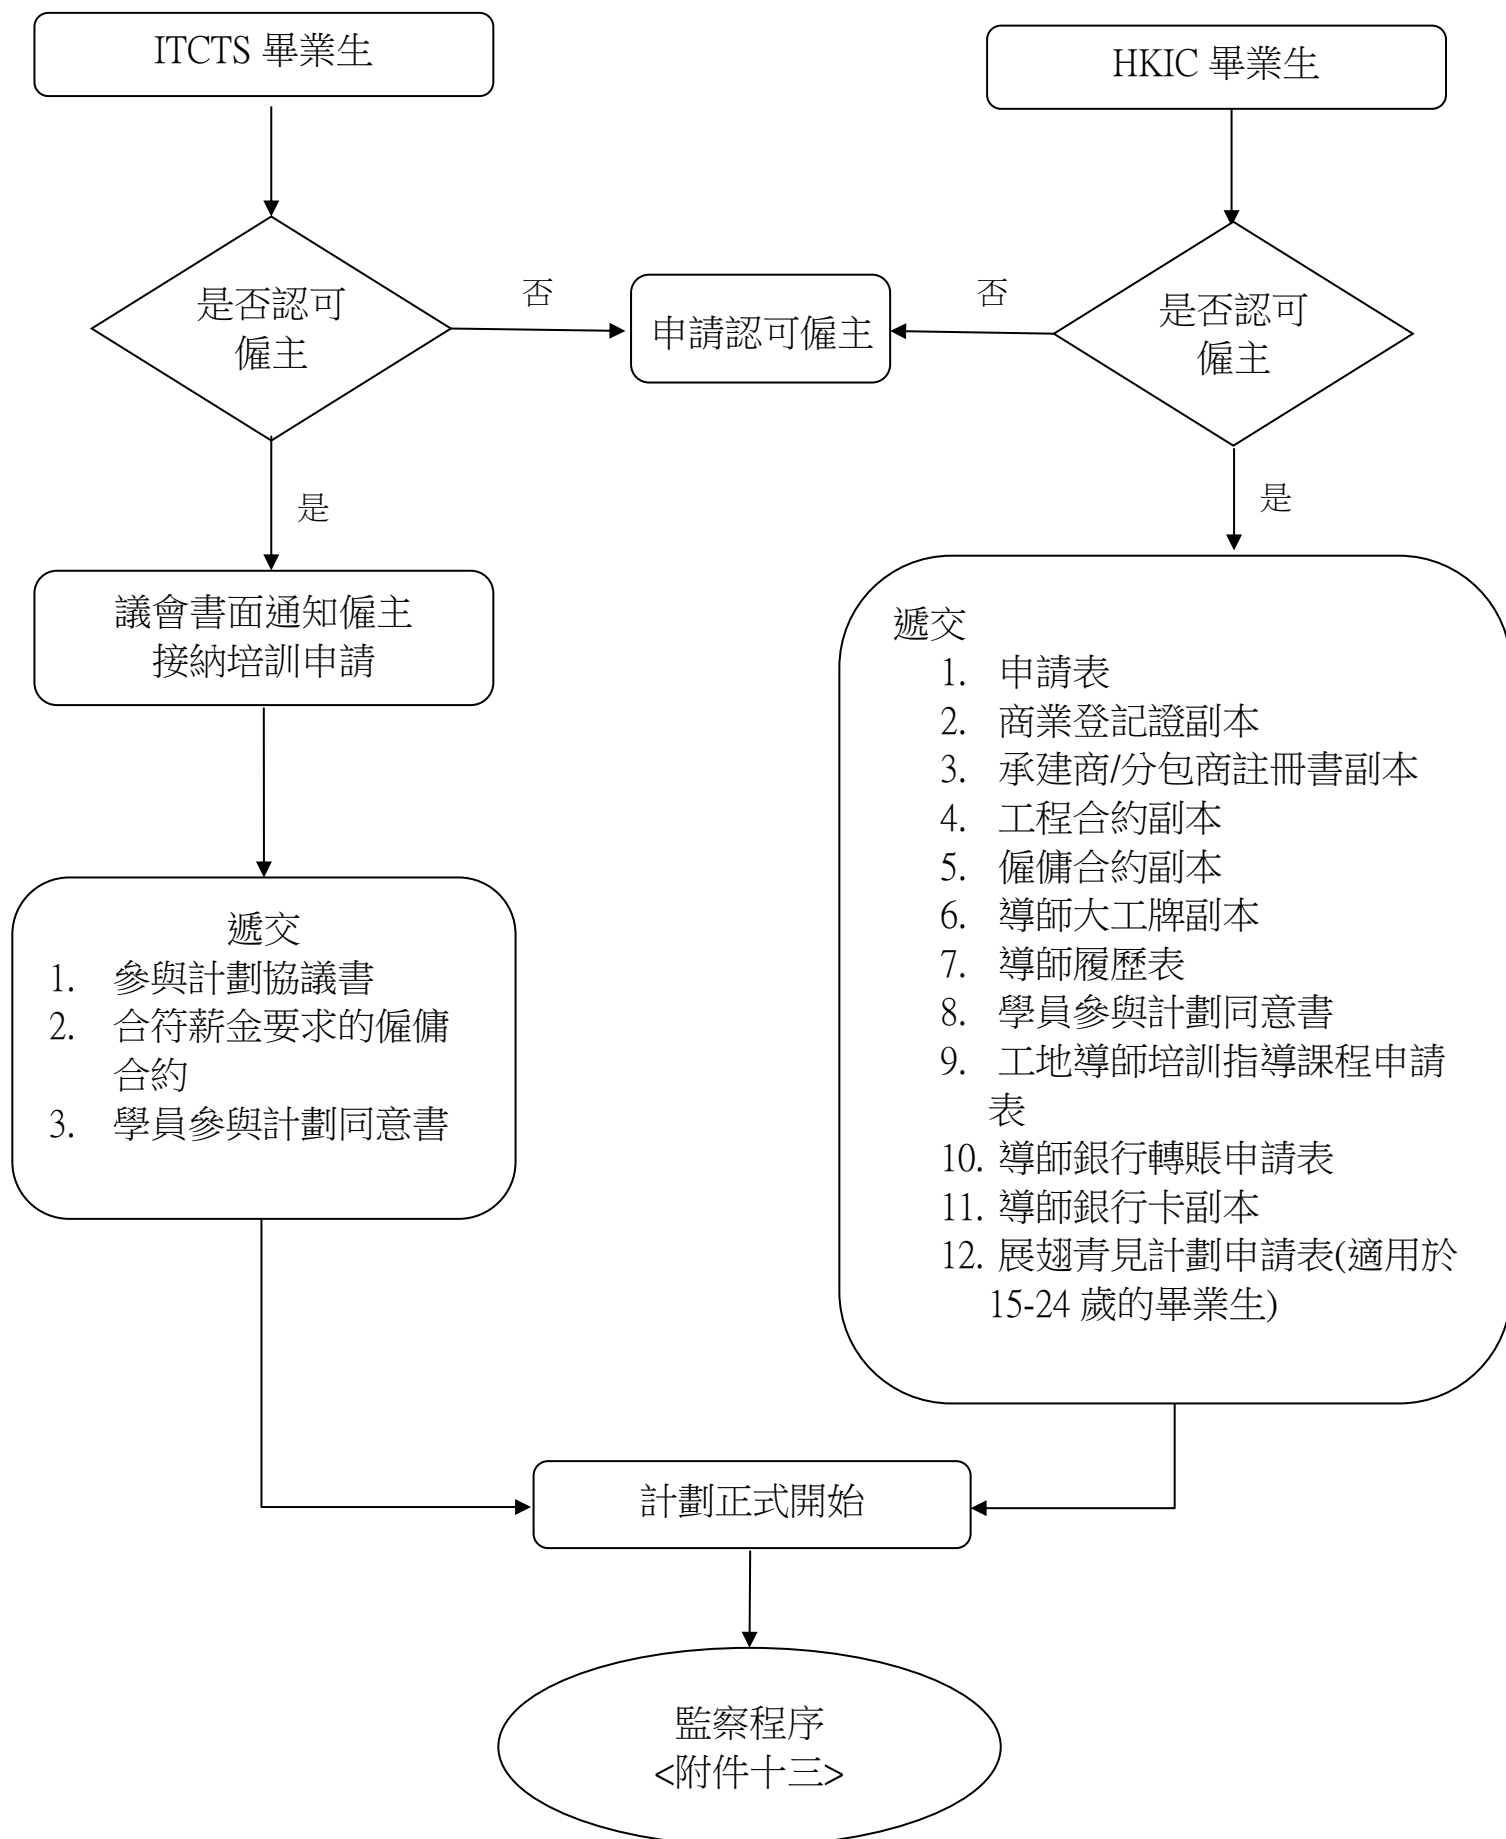 ITCTS 畢業生
HKIC 畢業生
是否認可
僱主
否
申請認可僱主
否
是否認可
僱主
是
是
議會書面通知僱主
接納培訓申請
遞交
1. 參與計劃協議書
2. 合符薪金要求的僱傭
合約
3. 學員參與計劃同意書
遞交
1. 申請表
2. 商業登記證副本
3. 承建商/分包商註冊書副本
4. 工程合約副本
5. 僱傭合約副本
6. 導師大工牌副本
7. 導師履歷表
8. 學員參與計劃同意書
9. 工地導師培訓指導課程申請
表
10. 導師銀行轉賬申請表
11. 導師銀行卡副本
12. 展翅青見計劃申請表(適用於
15-24 歲的畢業生)
計劃正式開始
監察程序
<附件十三>